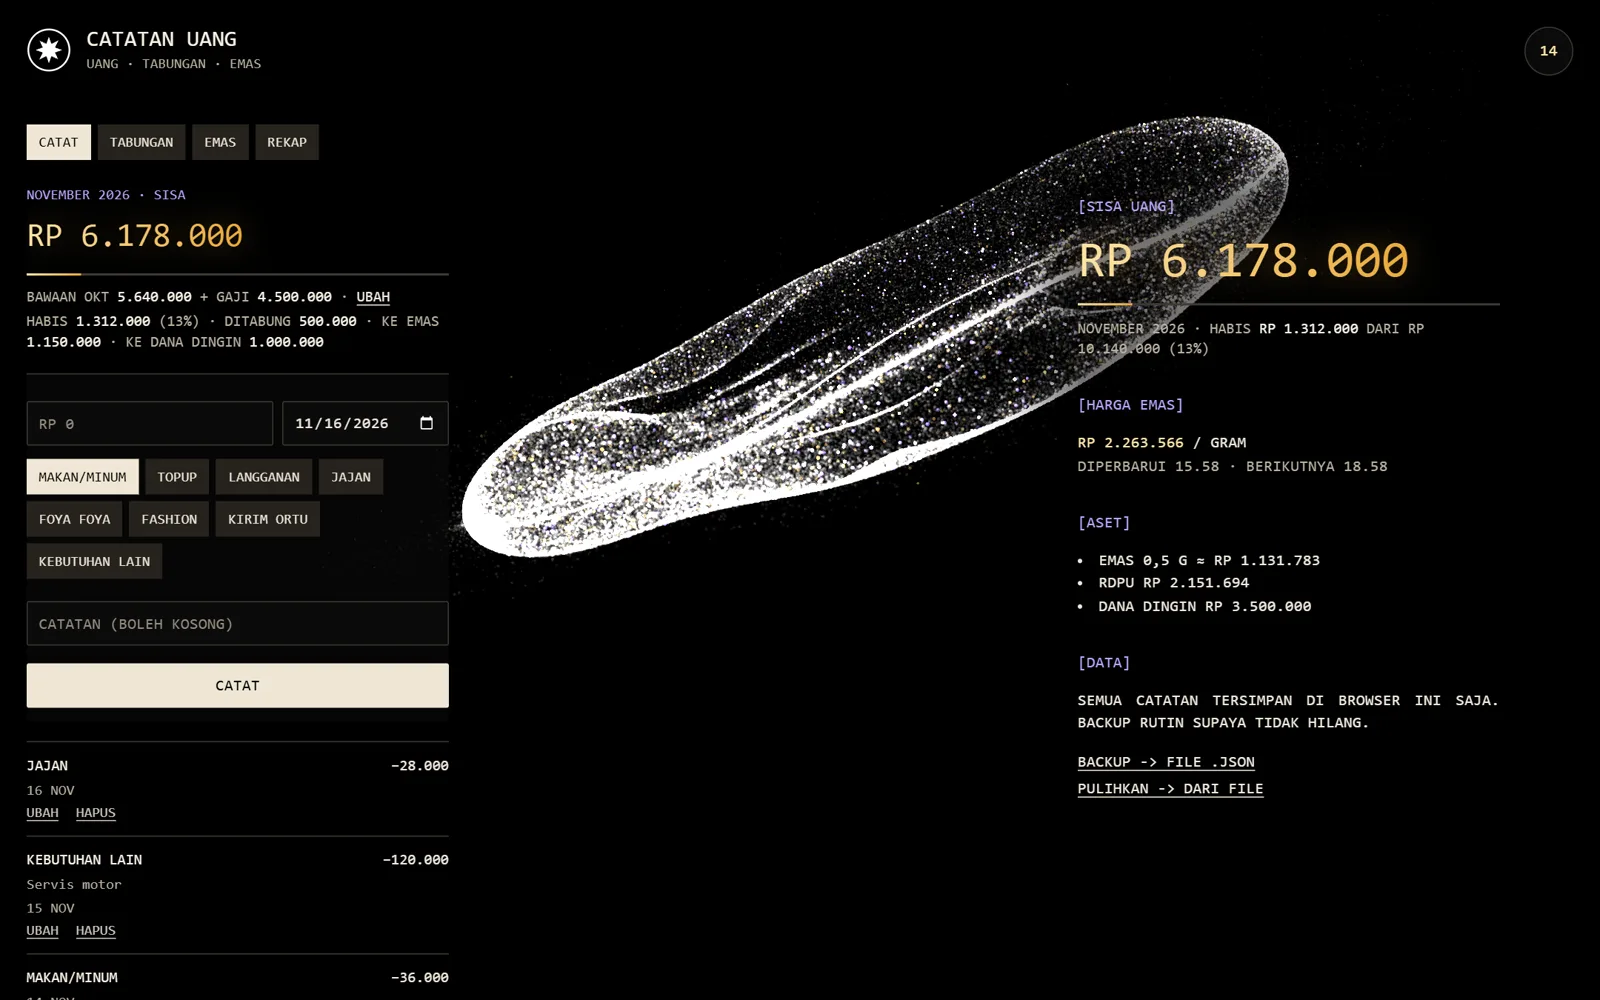 CATATAN UANG
UANG · TABUNGAN · EMAS
14
CATAT
TABUNGAN
EMAS
REKAP
NOVEMBER 2026 · SISA
RP 6.178.000
BAWAAN OKT 5.640.000 + GAJI 4.500.000 · UBAH
HABIS 1.312.000 (13%) · DITABUNG 500.000 · KE EMAS
1.150.000 · KE DANA DINGIN 1.000.000
RP 0
11/16/2026
MAKAN/MINUM
TOPUP
LANGGANAN
JAJAN
FOYA FOYA
FASHION
KIRIM ORTU
KEBUTUHAN LAIN
CATATAN (BOLEH KOSONG)
CATAT
JAJAN
−28.000
16 NOV
UBAH HAPUS
KEBUTUHAN LAIN
−120.000
Servis motor
15 NOV
UBAH HAPUS
MAKAN/MINUM
−36.000
14 NOV
[SISA UANG]
RP 6.178.000
NOVEMBER 2026 · HABIS RP 1.312.000 DARI RP
10.140.000 (13%)
[HARGA EMAS]
RP 2.263.566 / GRAM
DIPERBARUI 15.58 · BERIKUTNYA 18.58
[ASET]
• EMAS 0,5 G ≈ RP 1.131.783
• RDPU RP 2.151.694
• DANA DINGIN RP 3.500.000
[DATA]
SEMUA CATATAN TERSIMPAN DI BROWSER INI SAJA.
BACKUP RUTIN SUPAYA TIDAK HILANG.
BACKUP -> FILE .JSON
PULIHKAN -> DARI FILE